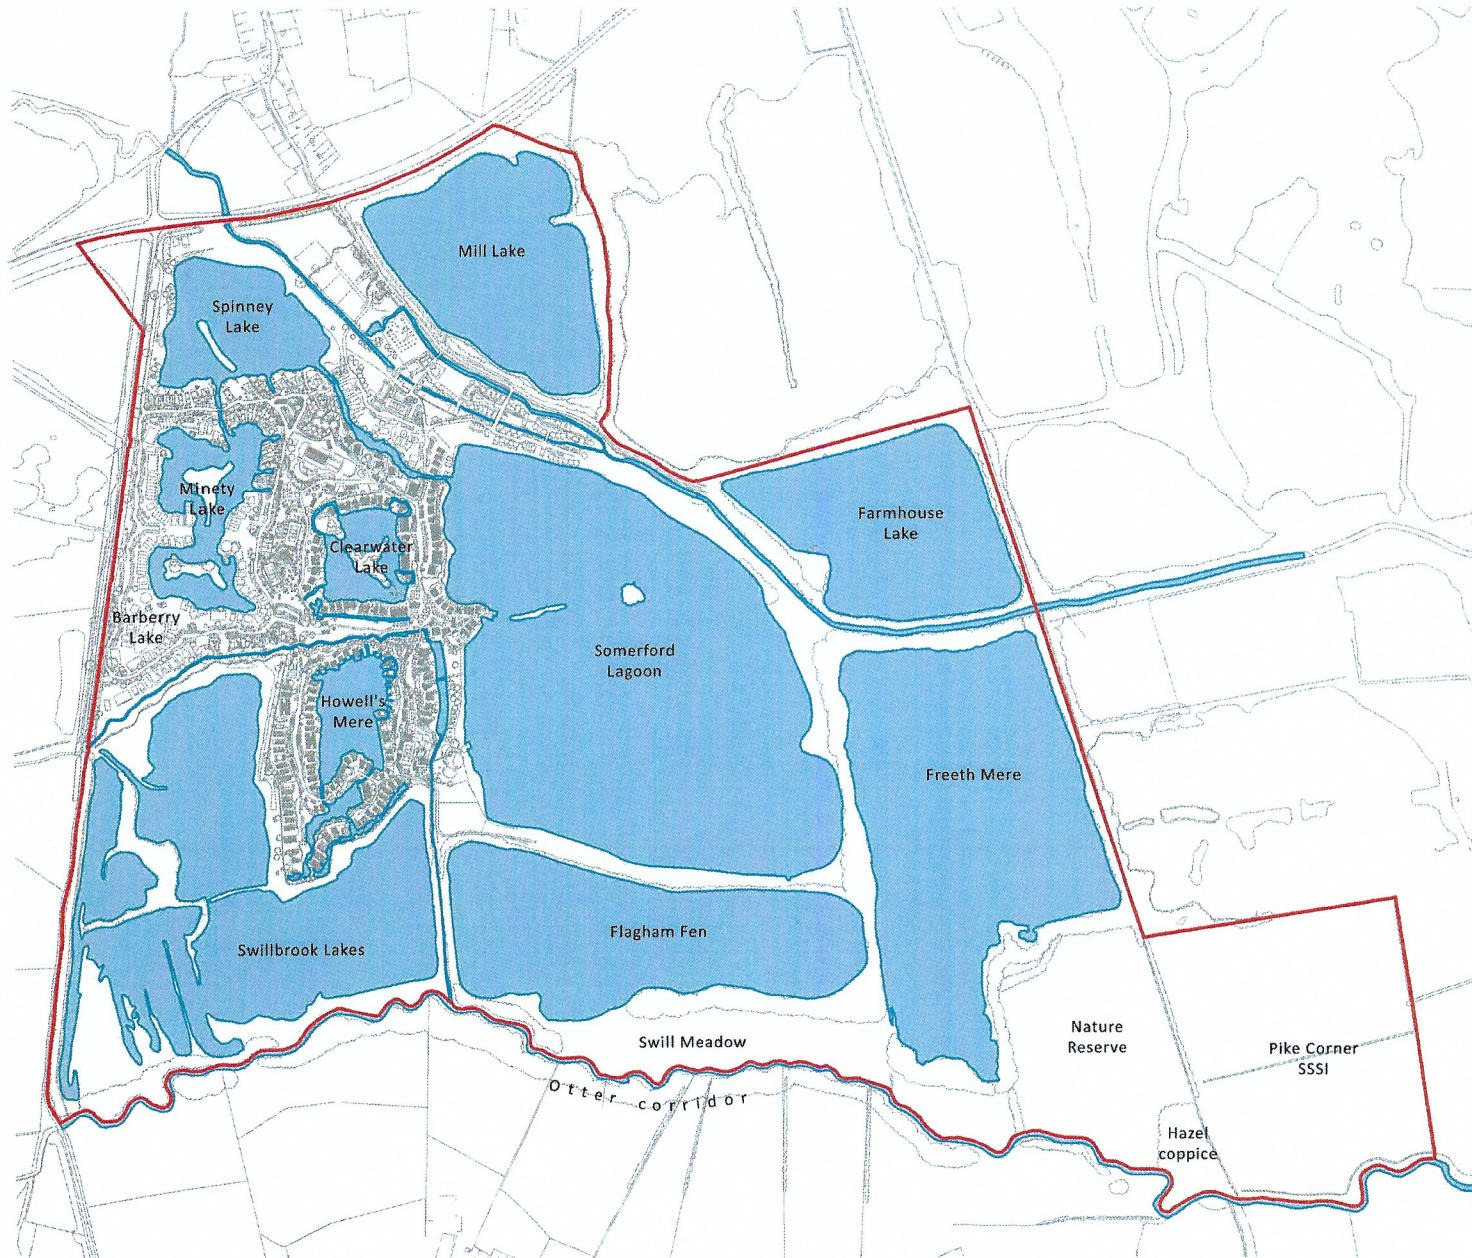 Mill Lake
Spinney
Lake
Minety
Lake
Farmhouse
Lake
Clearwater
Lake
Barberry
Lake
Somerford
Lagoon
Howell's
Mere
Freeth Mere
Flagham Fen
Swillbrook Lakes
Swill Meadow
Nature
Reserve
Pike Corner
SSSI
Otter corridor
Hazel
coppice